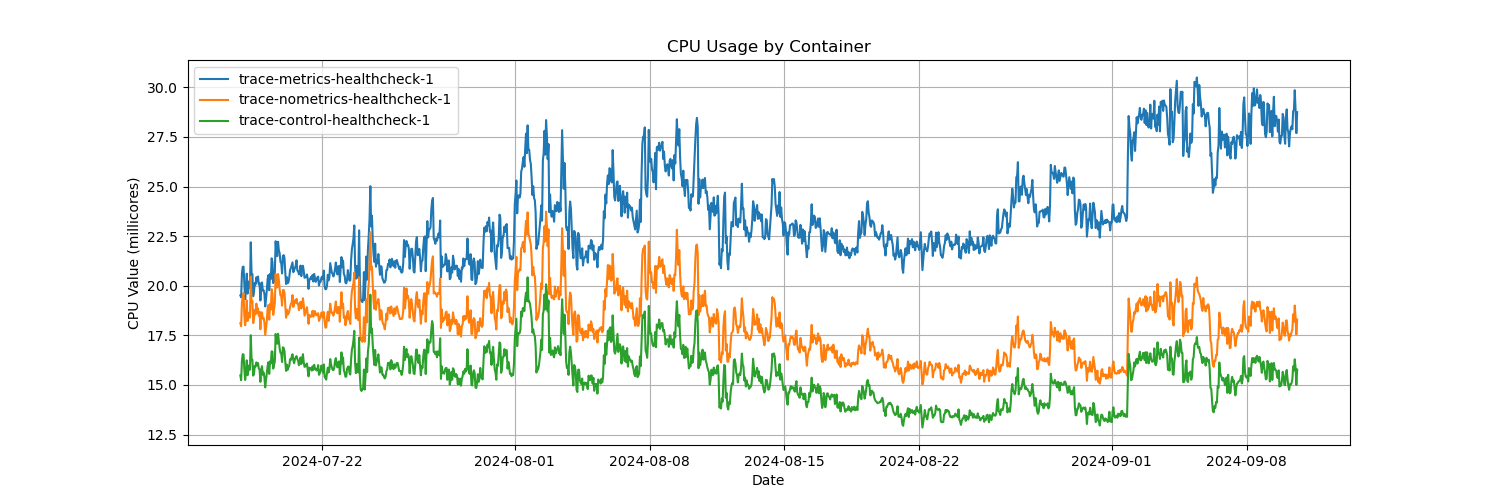 CPU Usage by Container
trace-metrics-healthcheck-1
trace-nometrics-healthcheck-1
trace-control-healthcheck-1
CPU Value (millicores)
30.0
27.5
25.0
22.5
20.0
17.5
15.0
12.5
2024-07-22 2024-08-01 2024-08-08 2024-08-15 2024-08-22 2024-09-01 2024-09-08
Date